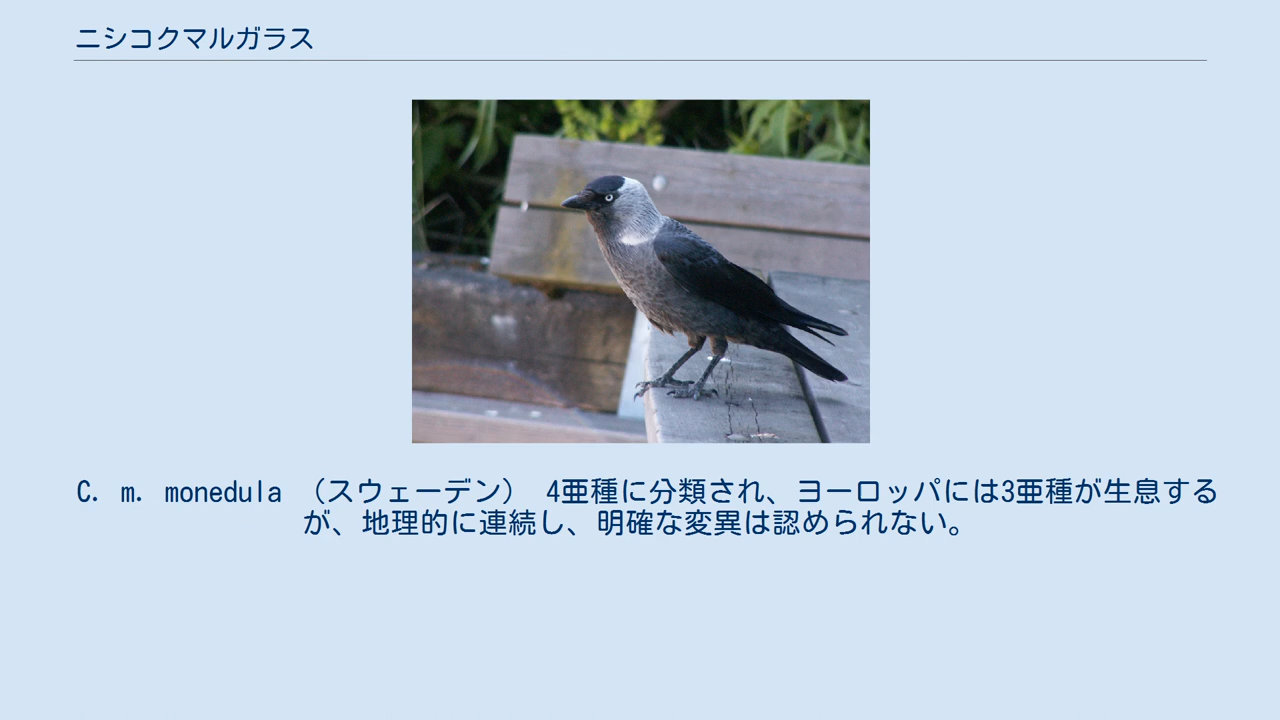 ニシコクマルガラス
C. m. monedula （スウェーデン） 4亜種に分類され、ヨーロッパには3亜種が生息する
が、地理的に連続し、明確な変異は認められない。